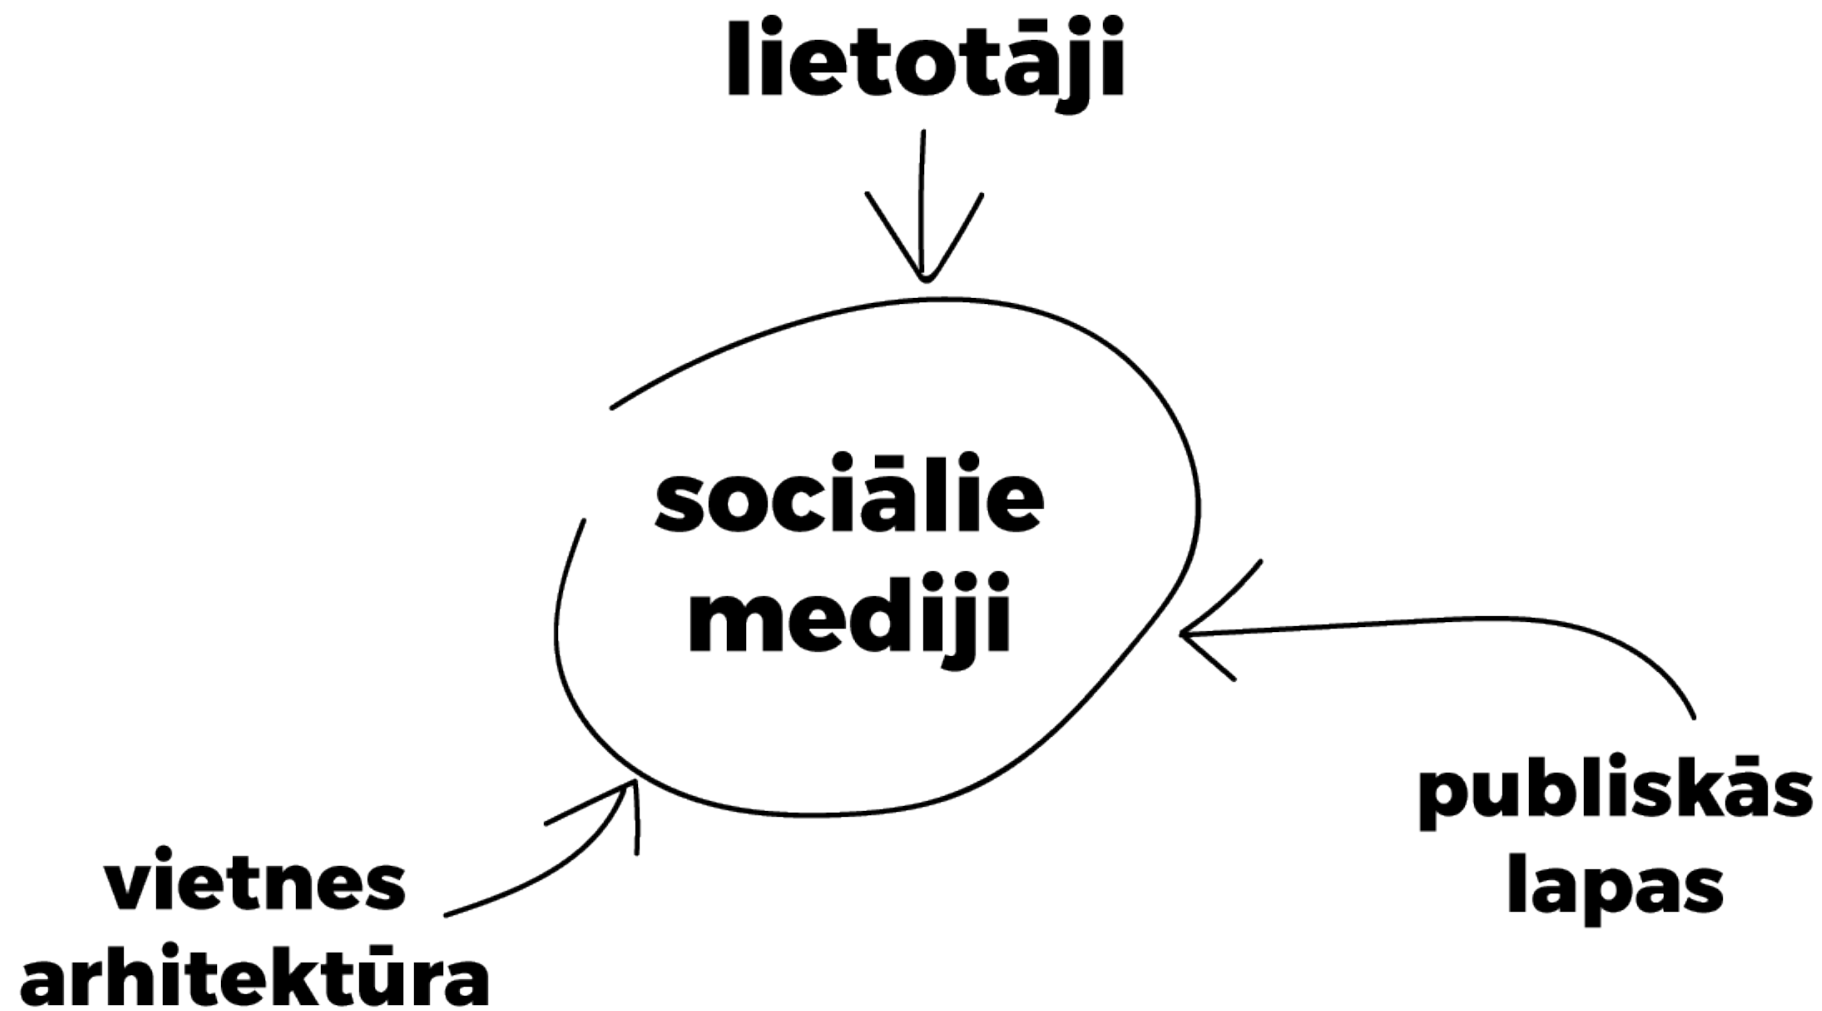 lietotāji
sociālie
mediji
publiskās
lapas
vietnes
arhitektūra